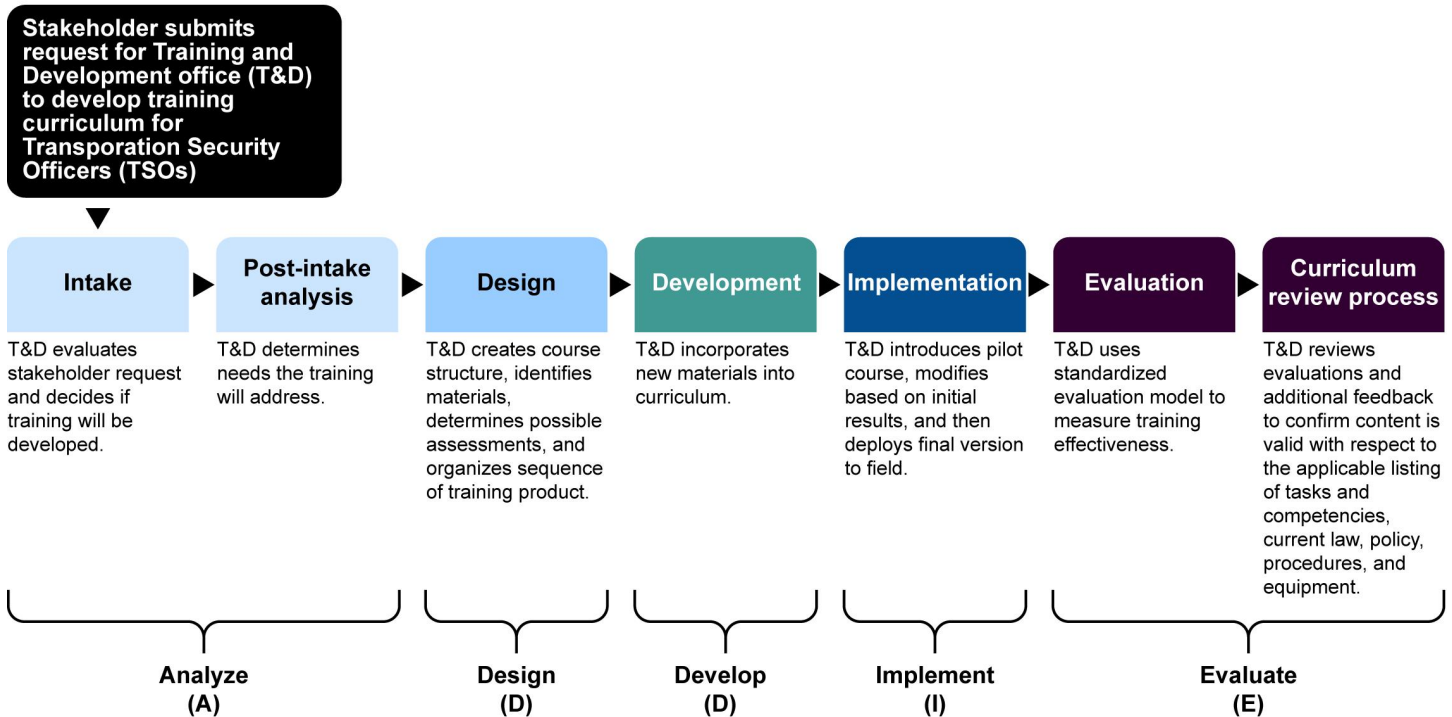 Stakeholder submits
request for Training and
Development office (T&D)
to develop training
curriculum for
Transporation Security
Officers (TSOs)
Intake
T&D evaluates
stakeholder request
and decides if
training will be
developed.
Post-intake
analysis
T&D determines
needs the training
will address.
Design
T&D creates course
structure, identifies
materials,
determines possible
assessments, and
organizes sequence
of training product.
Development
T&D incorporates
new materials into
curriculum.
Implementation
T&D introduces pilot
course, modifies
based on initial
results, and then
deploys final version
to field.
Evaluation
T&D uses
standardized
evaluation model to
measure training
effectiveness.
Curriculum
review process
T&D reviews
evaluations and
additional feedback
to confirm content is
valid with respect to
the applicable listing
of tasks and
competencies,
current law, policy,
procedures, and
equipment.
Analyze
(A)
Design
(D)
Develop
(D)
Implement
(I)
Evaluate
(E)